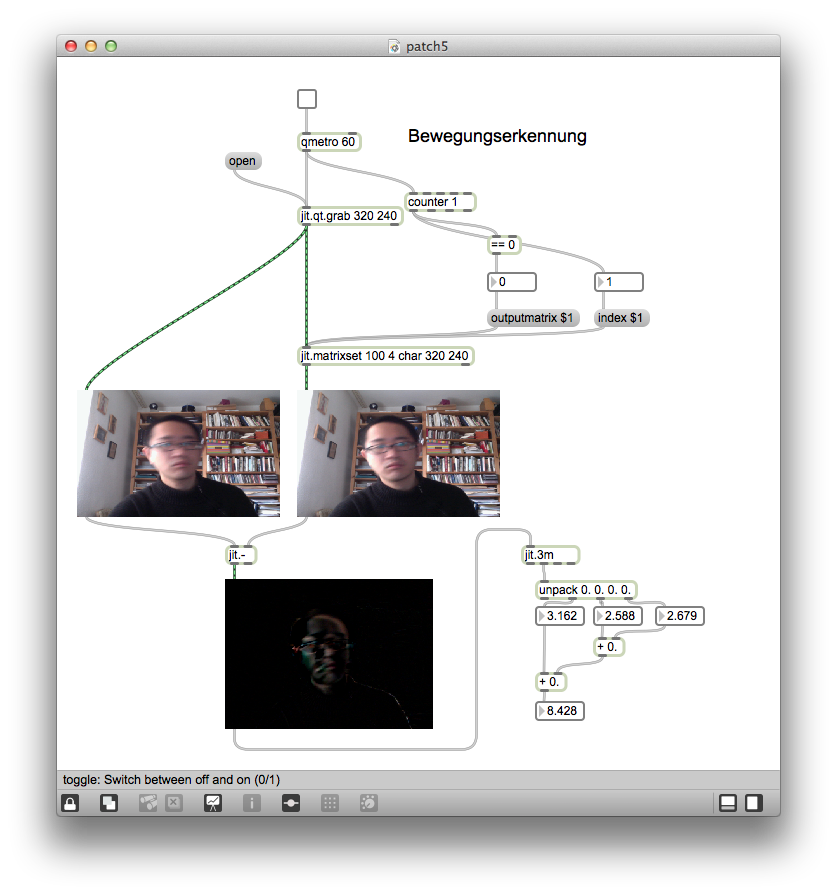 patch5
qmetro 60
Bewegungserkennung
open
counter 1
jit.qt.grab 320 240
== 0
0
1
outputmatrix $1
index $1
jit.matrixset 100 4 char 320 240
jit.-
jit.3m
unpack 0. 0. 0. 0.
3.162
2.588
2.679
+ 0.
+ 0.
8.428
toggle: Switch between off and on (0/1)